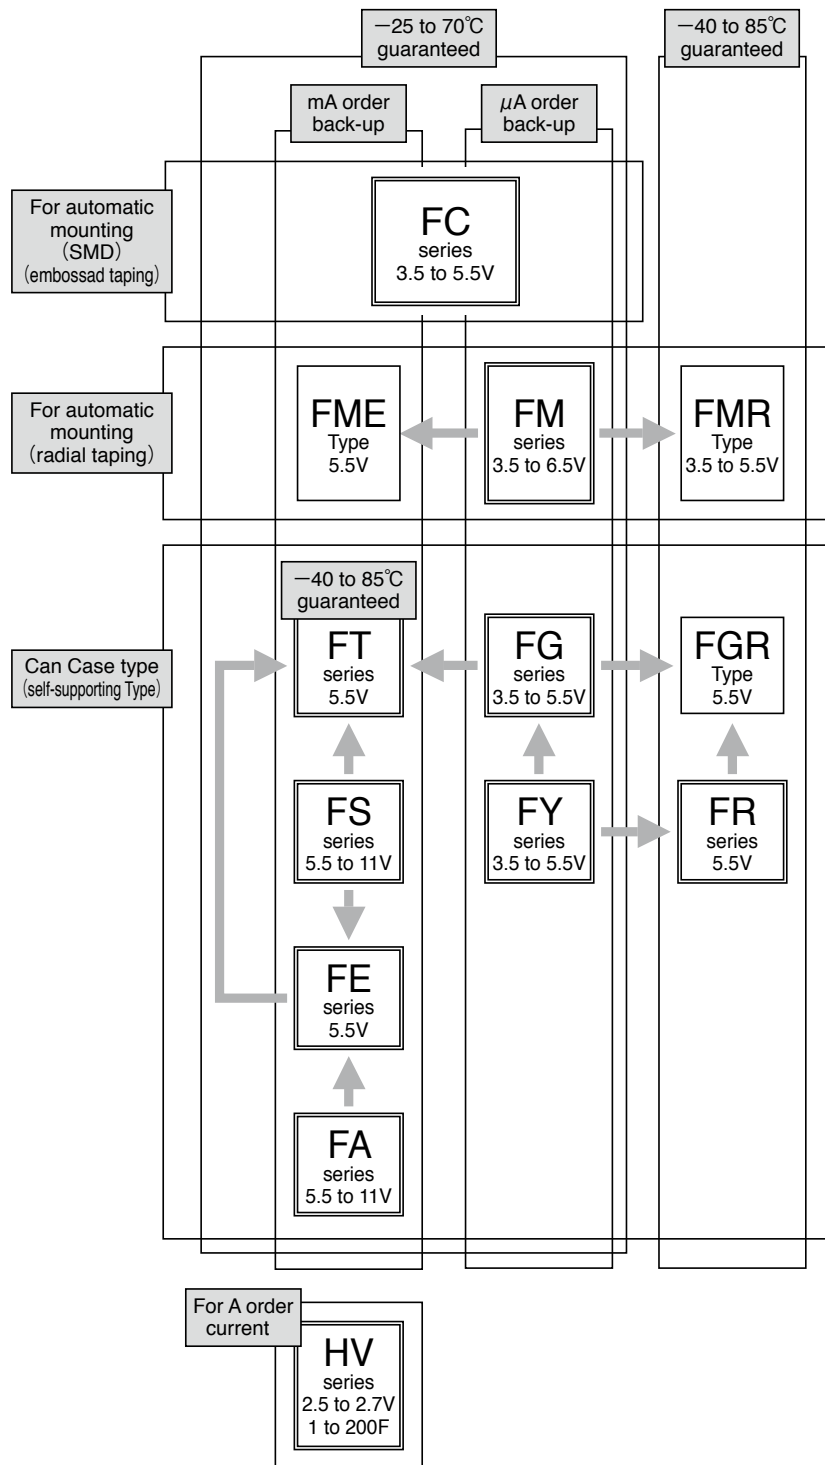 −25 to 70℃
guaranteed
−40 to 85℃
guaranteed
mA order
back-up
μA order
back-up
For automatic
mounting
（SMD）
(embossad taping)
FC
series
3.5 to 5.5V
For automatic
mounting
（radial taping）
FME
Type
5.5V
FM
series
3.5 to 6.5V
FMR
Type
3.5 to 5.5V
Can Case type
(self-supporting Type)
−40 to 85℃
guaranteed
FT
series
5.5V
FG
series
3.5 to 5.5V
FGR
Type
5.5V
FS
series
5.5 to 11V
FY
series
3.5 to 5.5V
FR
series
5.5V
FE
series
5.5V
FA
series
5.5 to 11V
For A order
current
HV
series
2.5 to 2.7V
1 to 200F